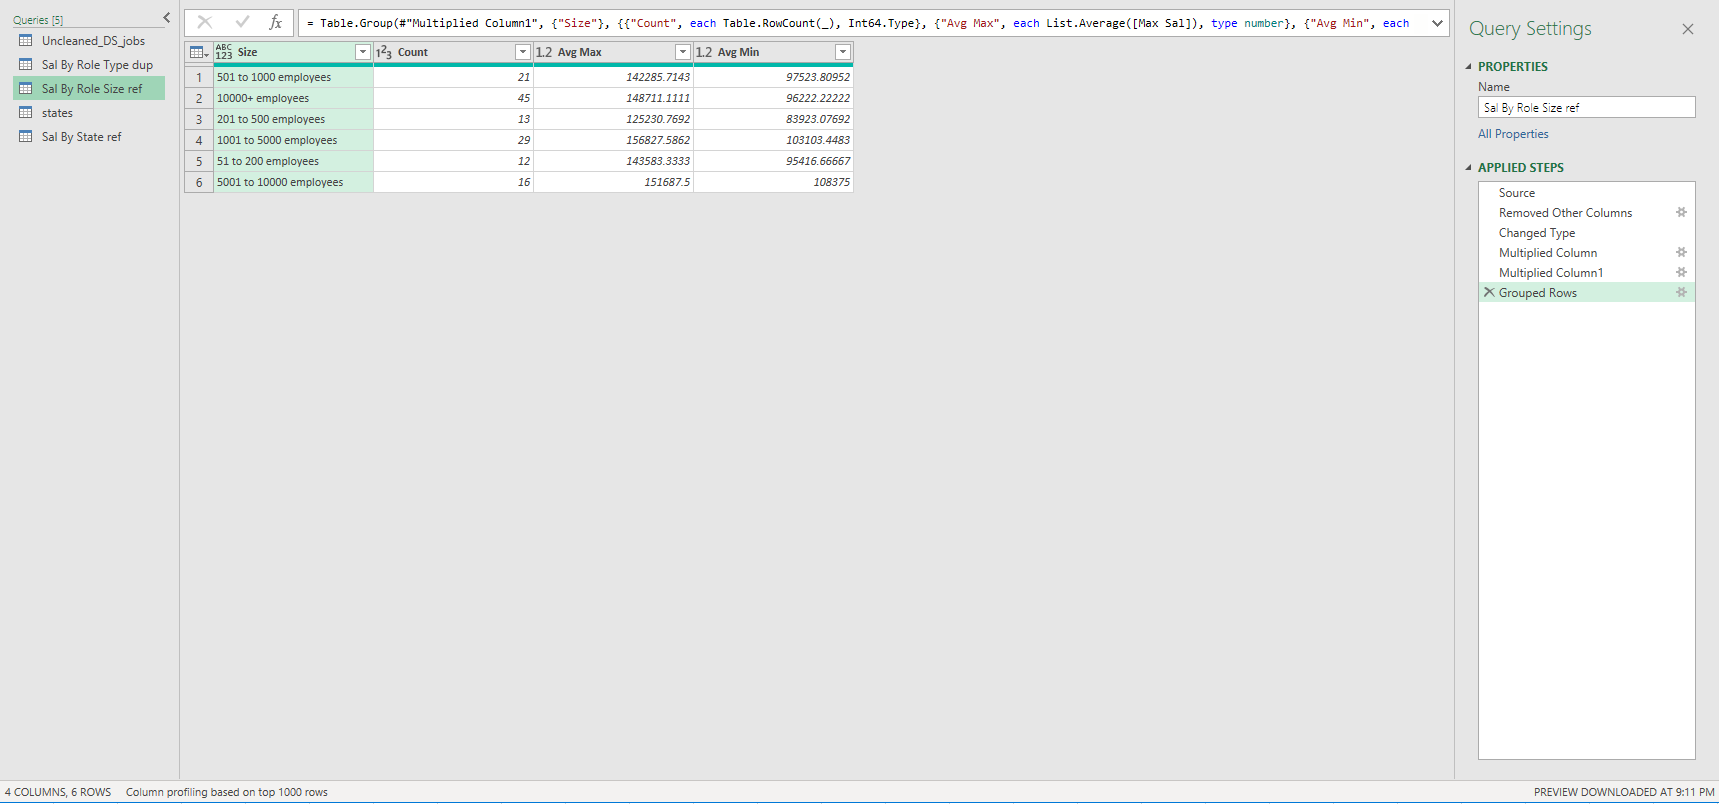 Queries [5]
Uncleaned_DS_jobs
Sal By Role Type dup
Sal By Role Size ref
states
Sal By State ref
fx
= Table.Group(#"Multiplied Column1", {"Size"}, {{"Count", each Table.RowCount(_), Int64.Type}, {"Avg Max", each List.Average([Max Sal]), type number}, {"Avg Min", each
ABC 123 Size 123 Count 1.2 Avg Max 1.2 Avg Min
1 501 to 1000 employees 21 142285.7143 97523.80952
2 10000+ employees 45 148711.1111 96222.22222
3 201 to 500 employees 13 125230.7692 83923.07692
4 1001 to 5000 employees 29 156827.5862 103103.4483
5 51 to 200 employees 12 143583.3333 95416.66667
6 5001 to 10000 employees 16 151687.5 108375
Query Settings
PROPERTIES
Name
Sal By Role Size ref
All Properties
APPLIED STEPS
Source
Removed Other Columns
Changed Type
Multiplied Column
Multiplied Column1
Grouped Rows
4 COLUMNS, 6 ROWS Column profiling based on top 1000 rows
PREVIEW DOWNLOADED AT 9:11 PM